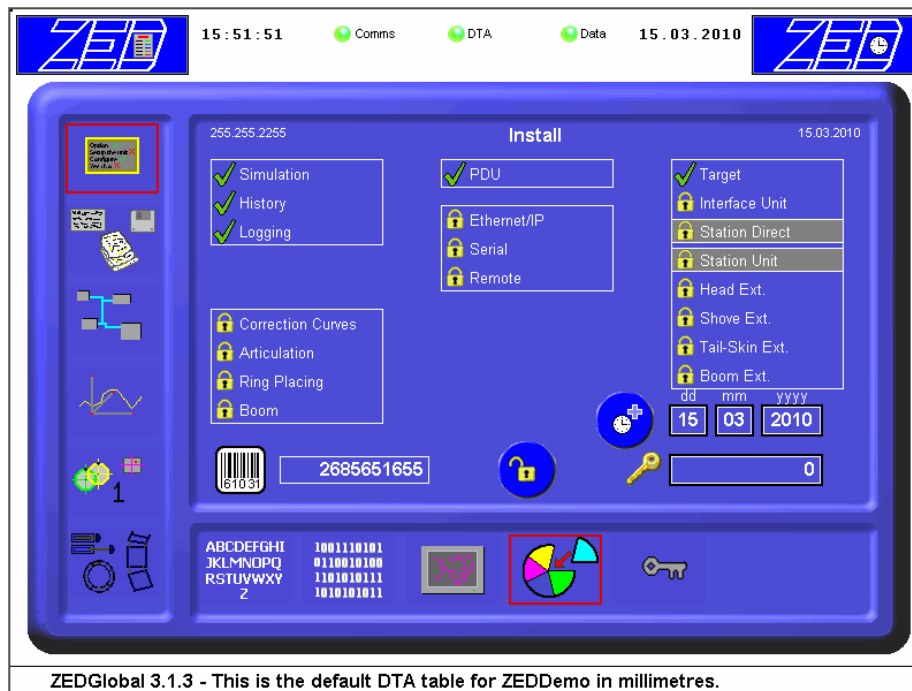 ZED 15:51:51 Comms DTA Data 15.03.2010 ZED
255.255.2255 Install 15.03.2010
Simulation
History
Logging
PDU
Ethernet/IP
Serial
Remote
Target
Interface Unit
Station Direct
Station Unit
Head Ext.
Shove Ext.
Tail-Skin Ext.
Boom Ext.
Correction Curves
Articulation
Ring Placing
Boom
dd mm yyyy
15 03 2010
61031 2685651655 0
1
ABCDEFGHI
JKLMNOPQ
RSTUVWXY
Z
1001110101
0110010100
1101010111
1010101011
ZEDGlobal 3.1.3 - This is the default DTA table for ZEDDemo in millimetres.